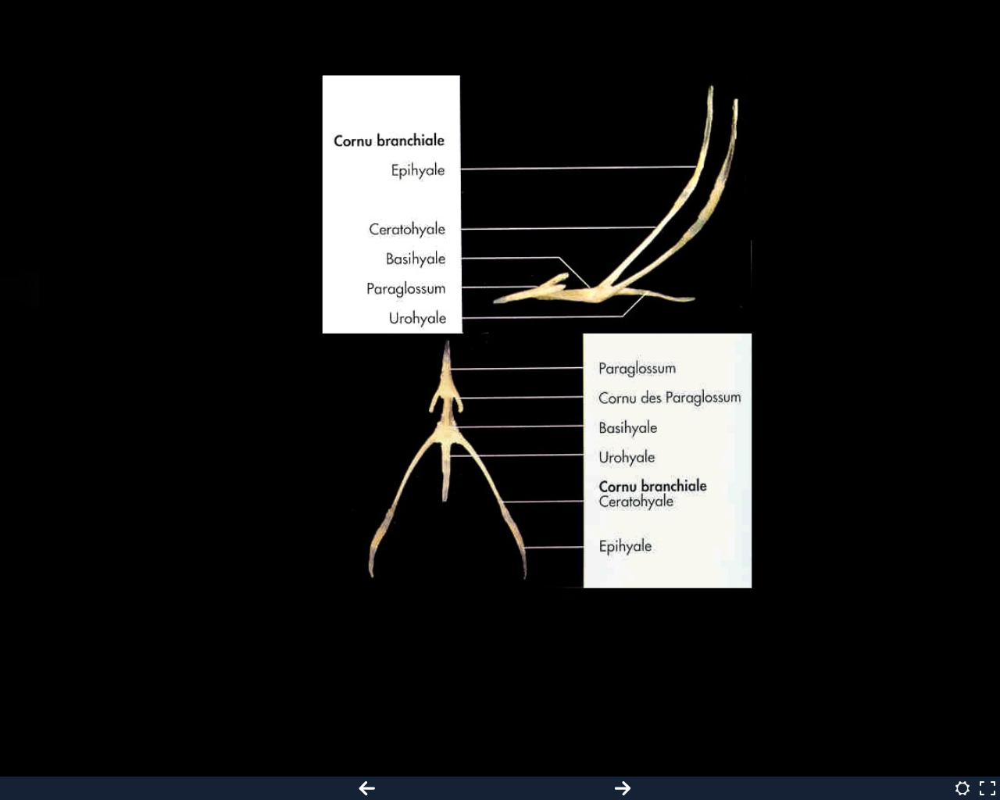 Cornu branchiale
Epihyale
Ceratohyale
Basihyale
Paraglossum
Urohyale
Paraglossum
Cornu des Paraglossum
Basihyale
Urohyale
Cornu branchiale
Ceratohyale
Epihyale